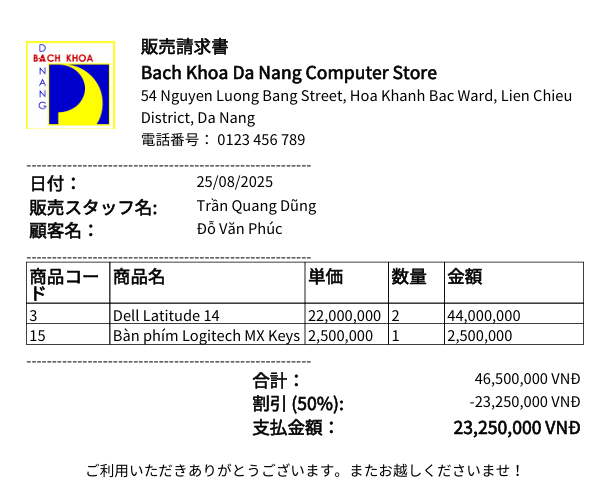 D
BACH KHOA
A
N
A
N
G
販売請求書
Bach Khoa Da Nang Computer Store
54 Nguyen Luong Bang Street, Hoa Khanh Bac Ward, Lien Chieu
District, Da Nang
電話番号： 0123 456 789
---------------------------------------------------------
日付： 25/08/2025
販売スタッフ名: Trần Quang Dũng
顧客名： Đỗ Văn Phúc
---------------------------------------------------------
商品コード 商品名 単価 数量 金額
3 Dell Latitude 14 22,000,000 2 44,000,000
15 Bàn phím Logitech MX Keys 2,500,000 1 2,500,000
---------------------------------------------------------
合計： 46,500,000 VNĐ
割引 (50%): -23,250,000 VNĐ
支払金額： 23,250,000 VNĐ
ご利用いただきありがとうございます。またお越しくださいませ！